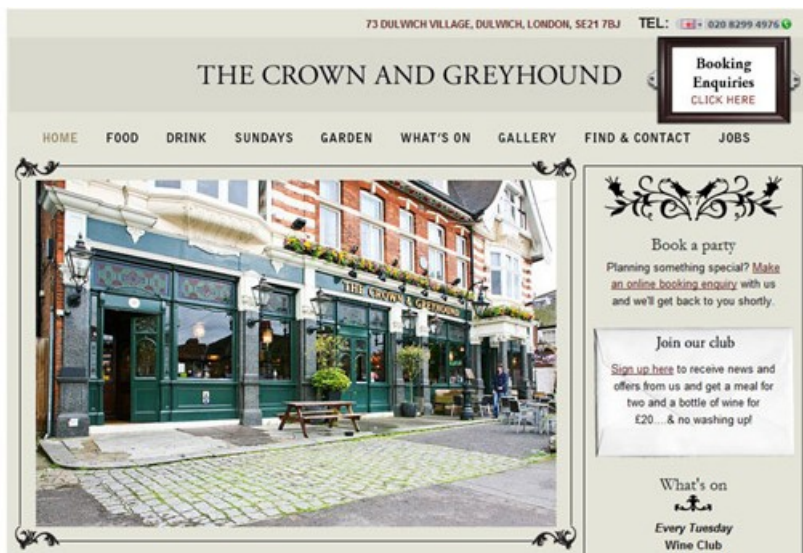 73 DULWICH VILLAGE, DULWICH, LONDON, SE21 7BJ TEL: 020 8299 4976
THE CROWN AND GREYHOUND
Booking
Enquiries
CLICK HERE
HOME FOOD DRINK SUNDAYS GARDEN WHAT'S ON GALLERY FIND & CONTACT JOBS
THE CROWN & GREYHOUND
Book a party
Planning something special? Make
an online booking enquiry with us
and we'll get back to you shortly.
Join our club
Sign up here to receive news and
offers from us and get a meal for
two and a bottle of wine for
£20....& no washing up!
What's on
Every Tuesday
Wine Club